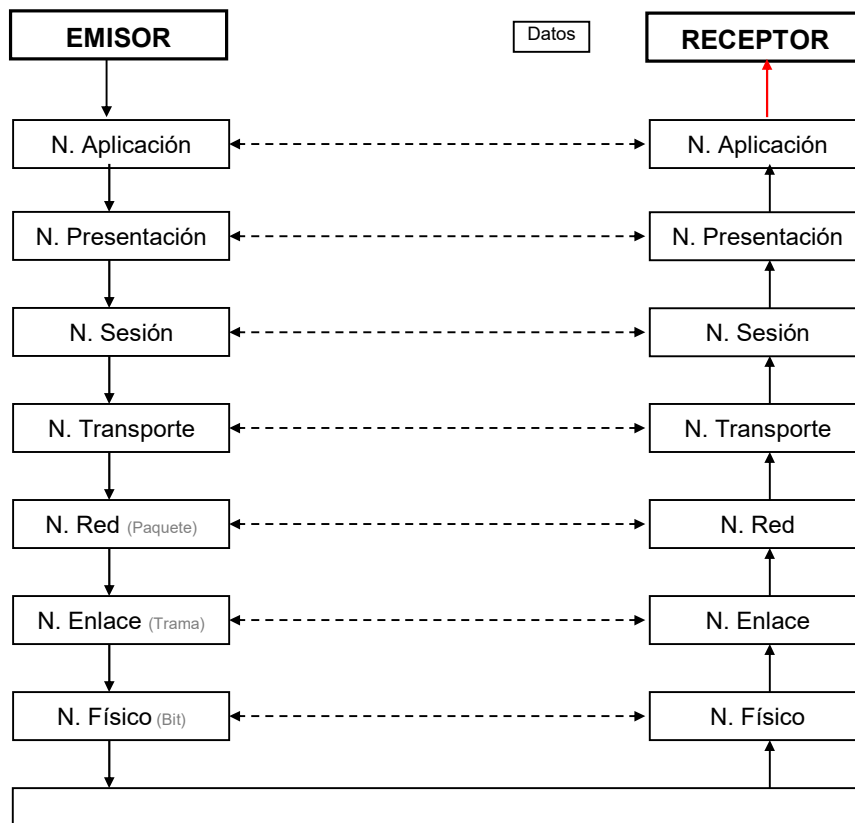 EMISOR
Datos
RECEPTOR
N. Aplicación
N. Aplicación
N. Presentación
N. Presentación
N. Sesión
N. Sesión
N. Transporte
N. Transporte
N. Red (Paquete)
N. Red
N. Enlace (Trama)
N. Enlace
N. Físico (Bit)
N. Físico